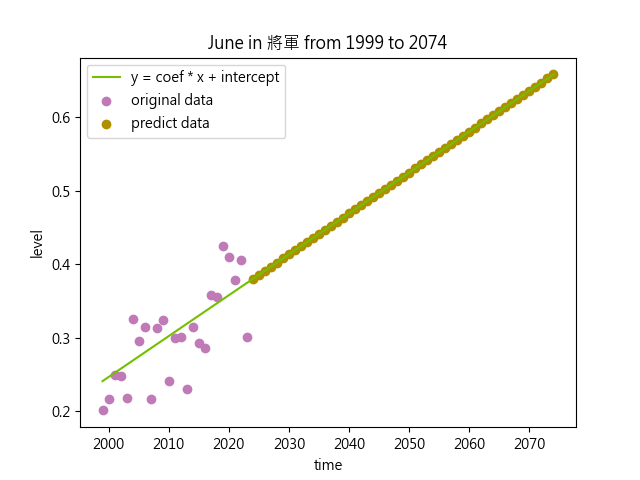 June in 將軍 from 1999 to 2074
y = coef * x + intercept
original data
predict data
level
0.6
0.5
0.4
0.3
0.2
2000 2010 2020 2030 2040 2050 2060 2070
time